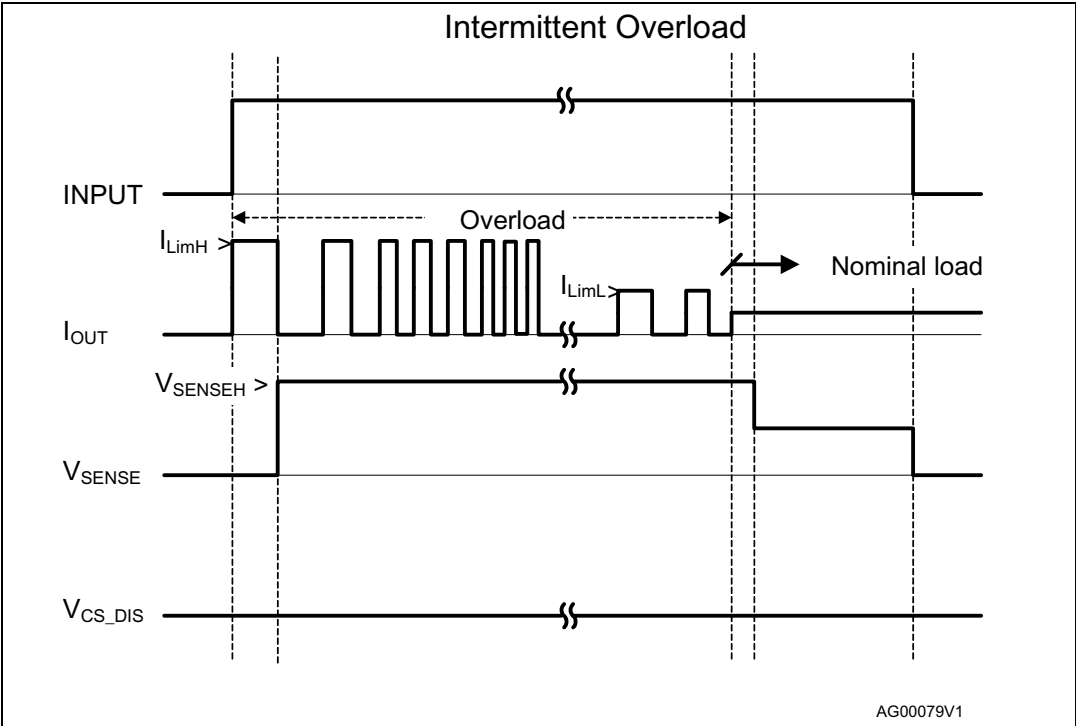 Intermittent Overload
INPUT
Overload
I_LimH >
Nominal load
I_LimL >
I_OUT
V_SENSEH >
V_SENSE
V_CS_DIS
AG00079V1